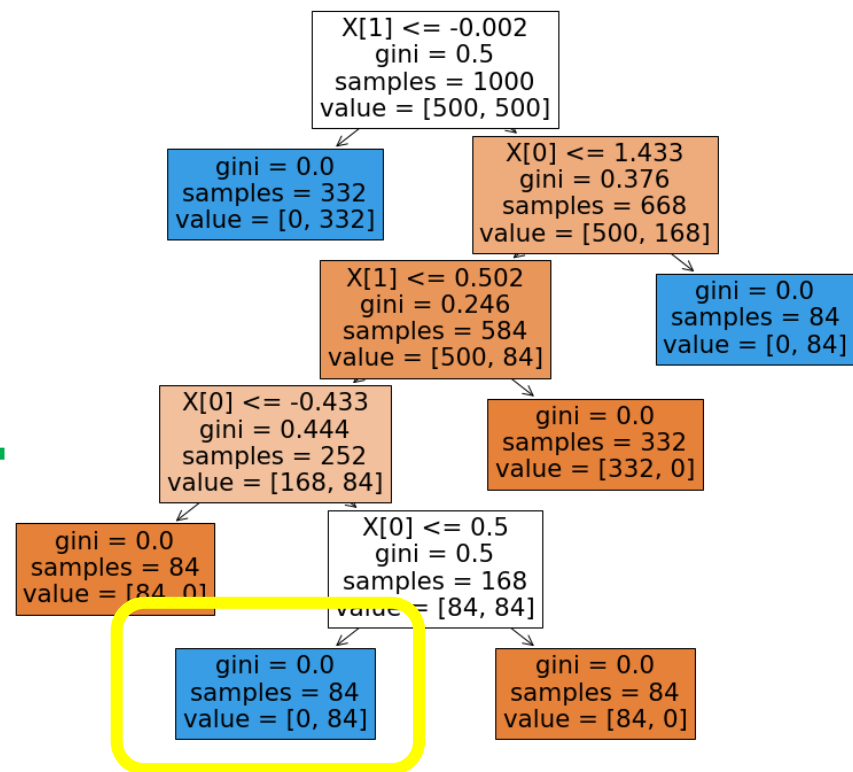 X[1] <= -0.002
gini = 0.5
samples = 1000
value = [500, 500]
gini = 0.0
samples = 332
value = [0, 332]
X[0] <= 1.433
gini = 0.376
samples = 668
value = [500, 168]
X[1] <= 0.502
gini = 0.246
samples = 584
value = [500, 84]
gini = 0.0
samples = 84
value = [0, 84]
X[0] <= -0.433
gini = 0.444
samples = 252
value = [168, 84]
gini = 0.0
samples = 332
value = [332, 0]
gini = 0.0
samples = 84
value = [84, 0]
X[0] <= 0.5
gini = 0.5
samples = 168
value = [84, 84]
gini = 0.0
samples = 84
value = [0, 84]
gini = 0.0
samples = 84
value = [84, 0]